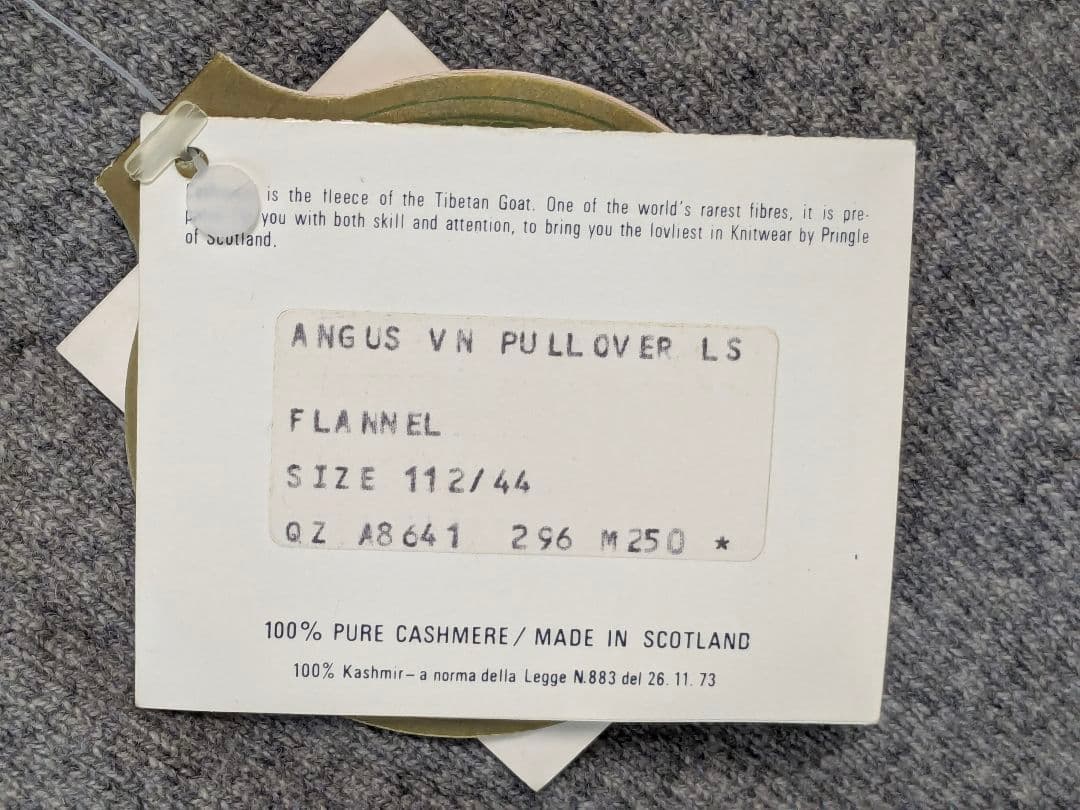 is the fleece of the Tibetan Goat. One of the world's rarest fibres, it is pre-
you with both skill and attention, to bring you the lovliest in Knitwear by Pringle
of Scotland.
ANGUS VN PULLOVER LS
FLANNEL
SIZE 112/44
QZ A8641 296 M250 *
100% PURE CASHMERE/ MADE IN SCOTLAND
100% Kashmir-a norma della Legge N.883 del 26.11.73